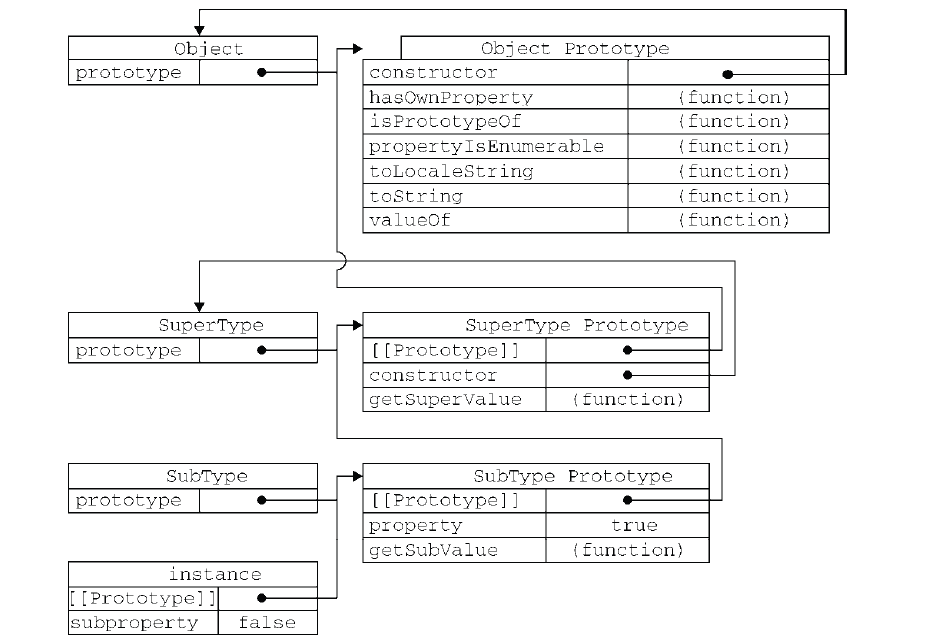 Object
prototype
Object Prototype
constructor
hasOwnProperty (function)
isPrototypeOf (function)
propertyIsEnumerable (function)
toLocaleString (function)
toString (function)
valueOf (function)
SuperType
prototype
SuperType Prototype
[[Prototype]]
constructor
getSuperValue (function)
SubType
prototype
SubType Prototype
[[Prototype]]
property true
getSubValue (function)
instance
[[Prototype]]
subproperty false